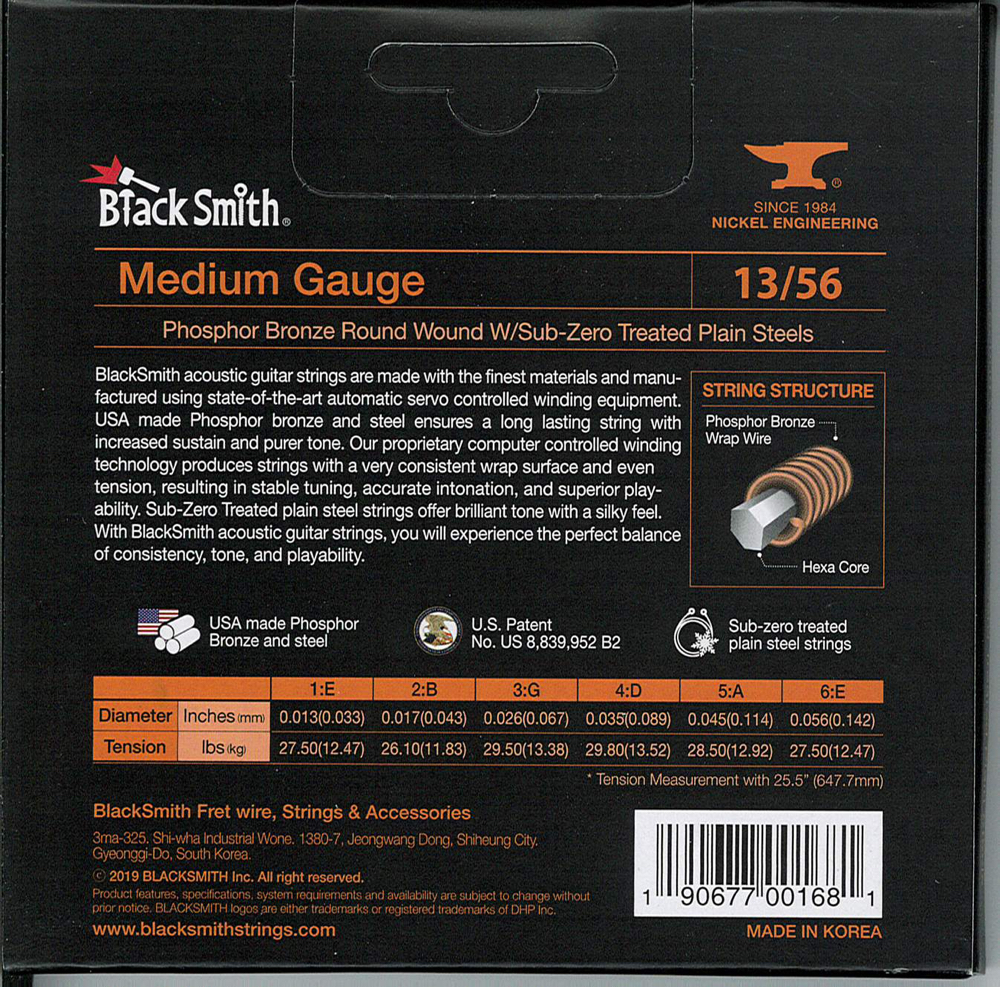 Black Smith®
®
SINCE 1984
NICKEL ENGINEERING
Medium Gauge 13/56
Phosphor Bronze Round Wound W/Sub-Zero Treated Plain Steels
BlackSmith acoustic guitar strings are made with the finest materials and manu-
factured using state-of-the-art automatic servo controlled winding equipment.
USA made Phosphor bronze and steel ensures a long lasting string with
increased sustain and purer tone. Our proprietary computer controlled winding
technology produces strings with a very consistent wrap surface and even
tension, resulting in stable tuning, accurate intonation, and superior play-
ability. Sub-Zero Treated plain steel strings offer brilliant tone with a silky feel.
With BlackSmith acoustic guitar strings, you will experience the perfect balance
of consistency, tone, and playability.
STRING STRUCTURE
Phosphor Bronze
Wrap Wire
Hexa Core
USA made Phosphor
Bronze and steel
U.S. Patent
No. US 8,839,952 B2
Sub-zero treated
plain steel strings
1:E 2:B 3:G 4:D 5:A 6:E
Diameter Inches (mm) 0.013(0.033) 0.017(0.043) 0.026(0.067) 0.035(0.089) 0.045(0.114) 0.056(0.142)
Tension lbs (kg) 27.50(12.47) 26.10(11.83) 29.50(13.38) 29.80(13.52) 28.50(12.92) 27.50(12.47)
* Tension Measurement with 25.5" (647.7mm)
BlackSmith Fret wire, Strings & Accessories
3ma-325, Shi-wha Industrial Wone. 1380-7, Jeongwang Dong, Shiheung City.
Gyeonggi-Do, South Korea.
© 2019 BLACKSMITH Inc. All right reserved.
Product features, specifications, system requirements and availability are subject to change without
prior notice. BLACKSMITH logos are either trademarks or registered trademarks of DHP Inc.
www.blacksmithstrings.com
1 90677 00168 1
MADE IN KOREA